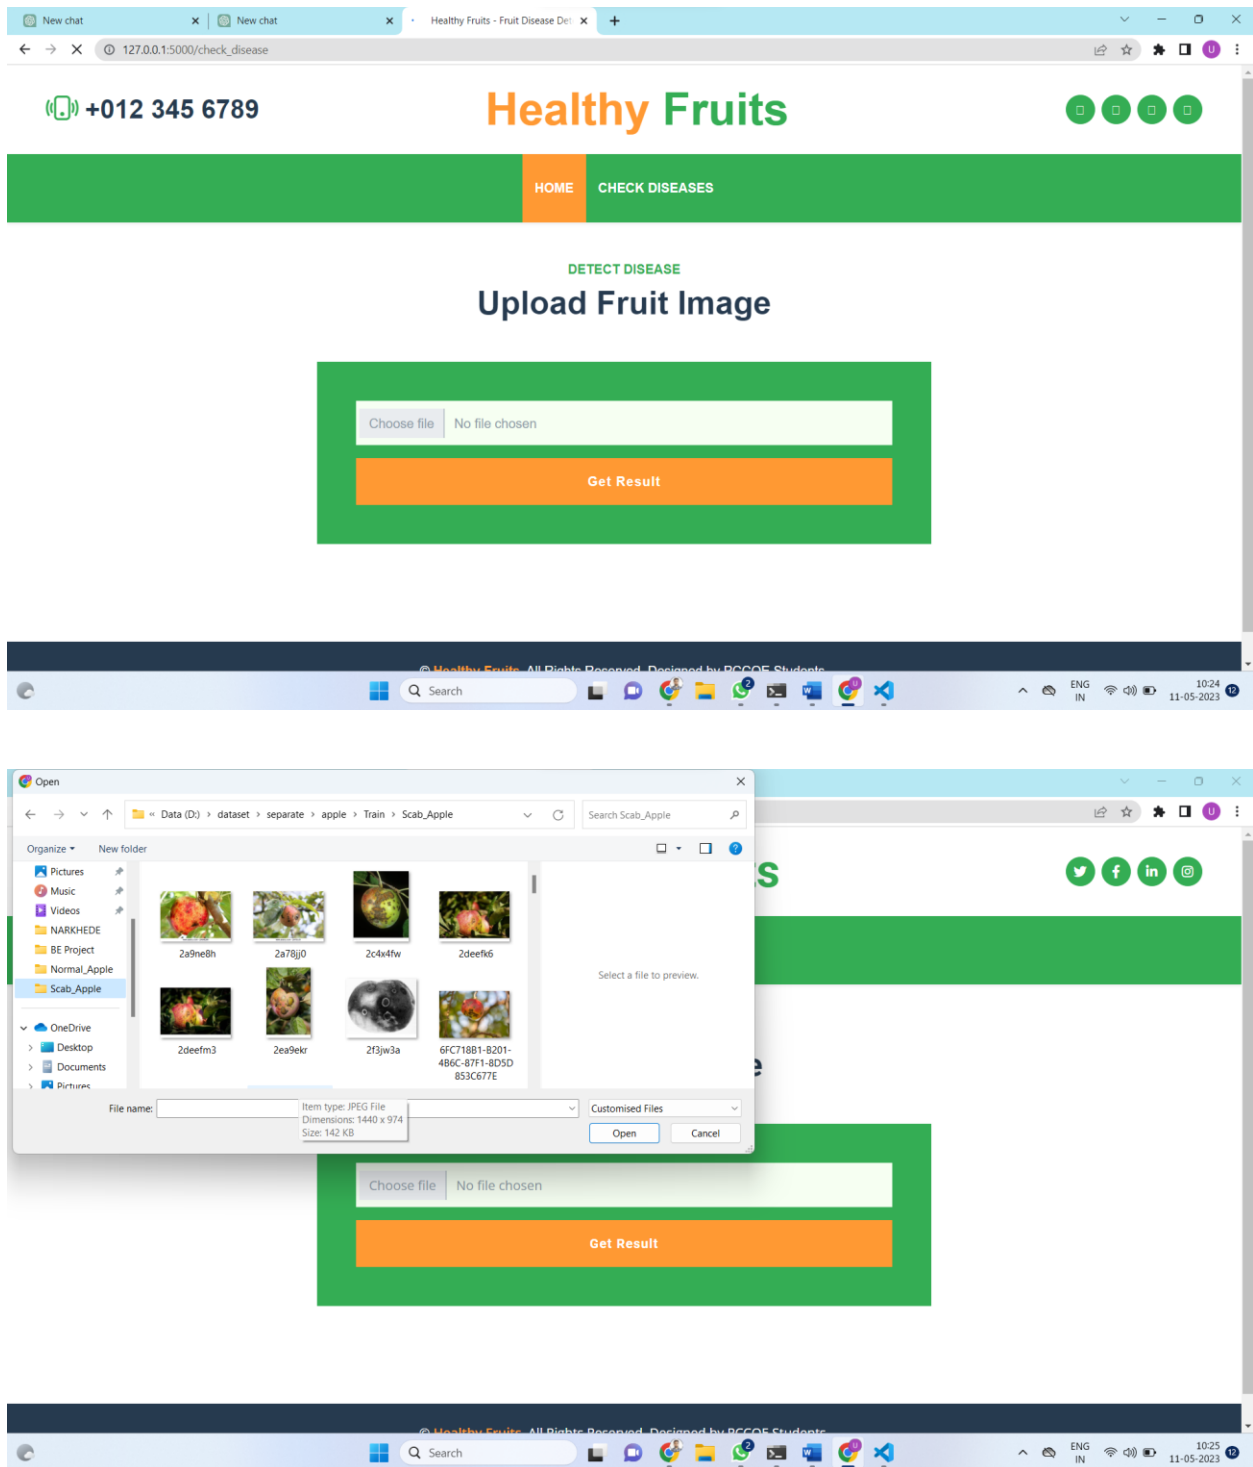 New chat
New chat
Healthy Fruits - Fruit Disease Det
127.0.0.1:5000/check_disease
U
+012 345 6789
Healthy Fruits
HOME
CHECK DISEASES
DETECT DISEASE
Upload Fruit Image
Choose file
No file chosen
Get Result
© Healthy Fruits, All Rights Reserved. Designed by PCCOE Students
Search
2
ENG
IN
10:24
11-05-2023
12
Open
« Data (D:) > dataset > separate > apple > Train > Scab_Apple
Search Scab_Apple
U
Organize
New folder
Pictures
Music
Videos
NARKHEDE
BE Project
Normal_Apple
Scab_Apple
OneDrive
Desktop
Documents
Pictures
2a9ne8h
2a78jj0
2c4x4fw
2deefk6
2deefm3
2ea9ekr
2f3jw3a
6FC718B1-B201-
4B6C-87F1-8D5D
853C677E
Select a file to preview.
ts
e
File name:
Item type: JPEG File
Dimensions: 1440 x 974
Size: 142 KB
Customised Files
Open
Cancel
Choose file
No file chosen
Get Result
© Healthy Fruits, All Rights Reserved. Designed by PCCOE Students
Search
2
ENG
IN
10:25
11-05-2023
12